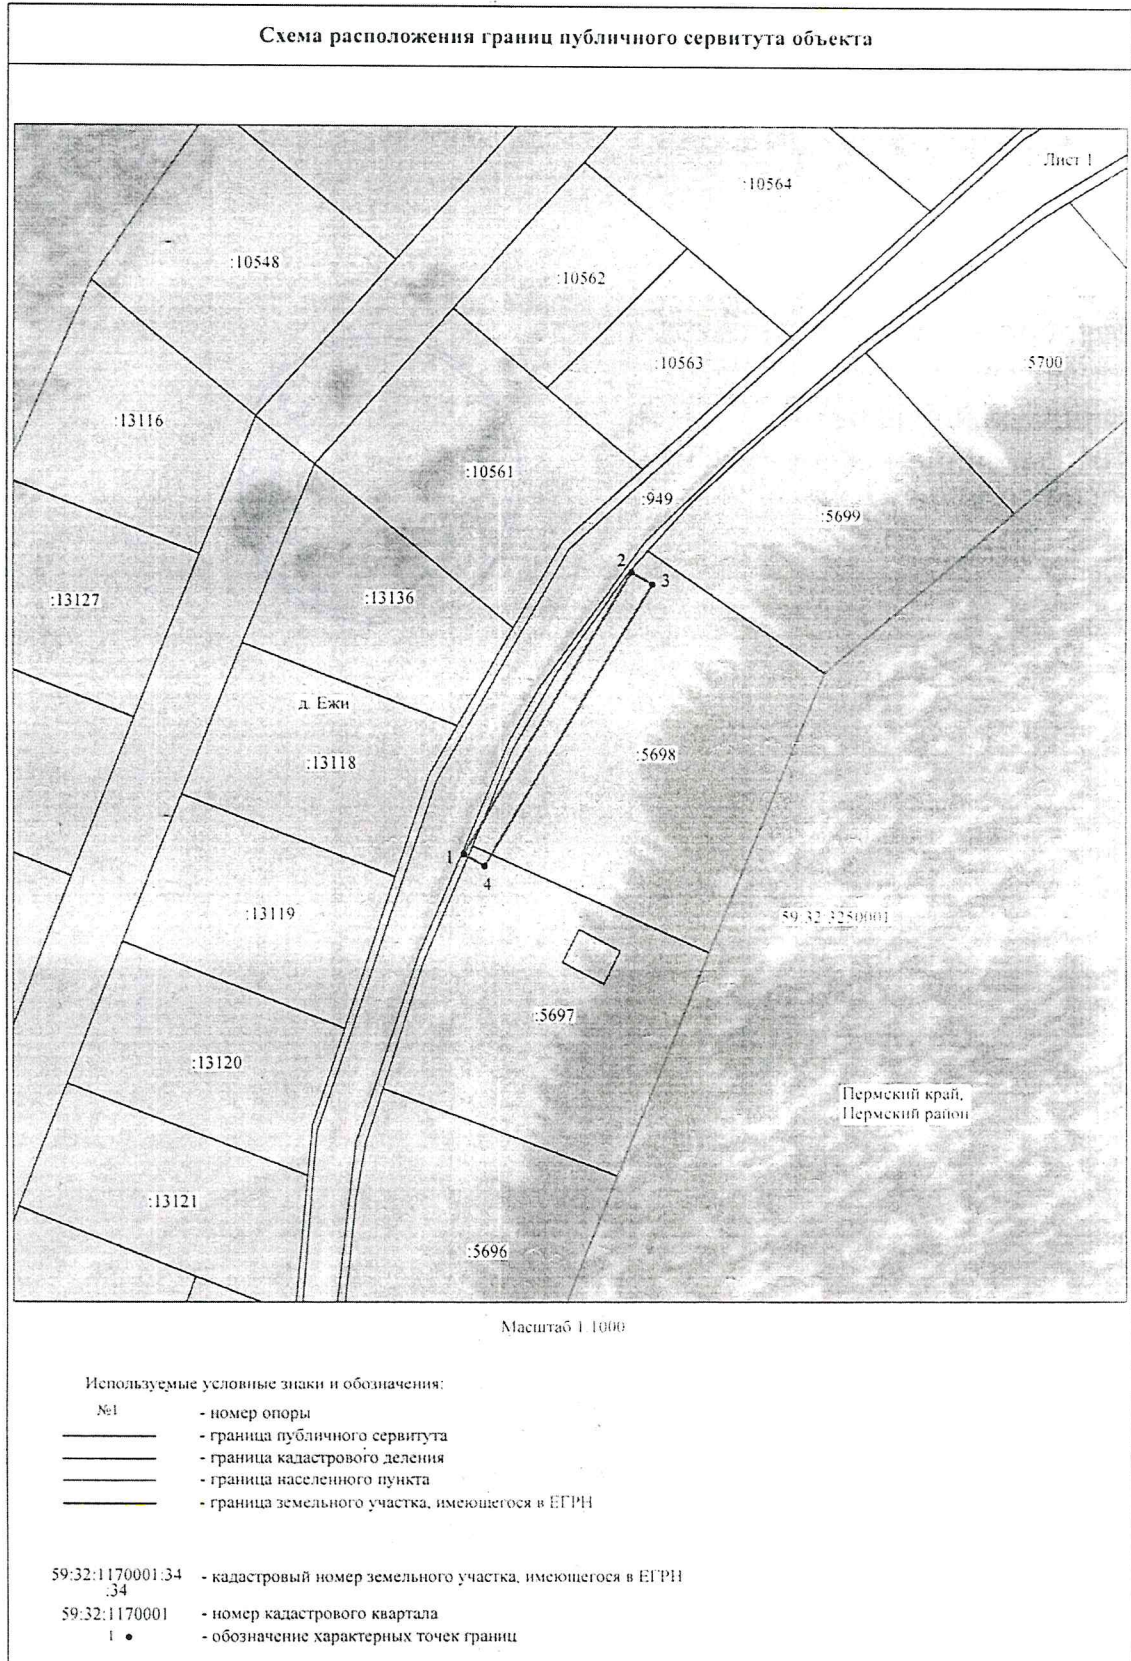 Схема расположения границ публичного сервитута объекта
Лист 1
:10564
:10548
:10562
:10563
:5700
:13116
:10561
:949
:5699
2
3
:13127
:13136
д. Ежи
:13118
:5698
1
4
:13119
59:32:3250001
:5697
:13120
Пермский край,
Пермский район
:13121
:5696
Масштаб 1:1000
Используемые условные знаки и обозначения:
№1 - номер опоры
- граница публичного сервитута
- граница кадастрового деления
- граница населенного пункта
- граница земельного участка, имеющегося в ЕГРН
59:32:1170001:34 - кадастровый номер земельного участка, имеющегося в ЕГРН
:34
59:32:1170001 - номер кадастрового квартала
1 - обозначение характерных точек границ